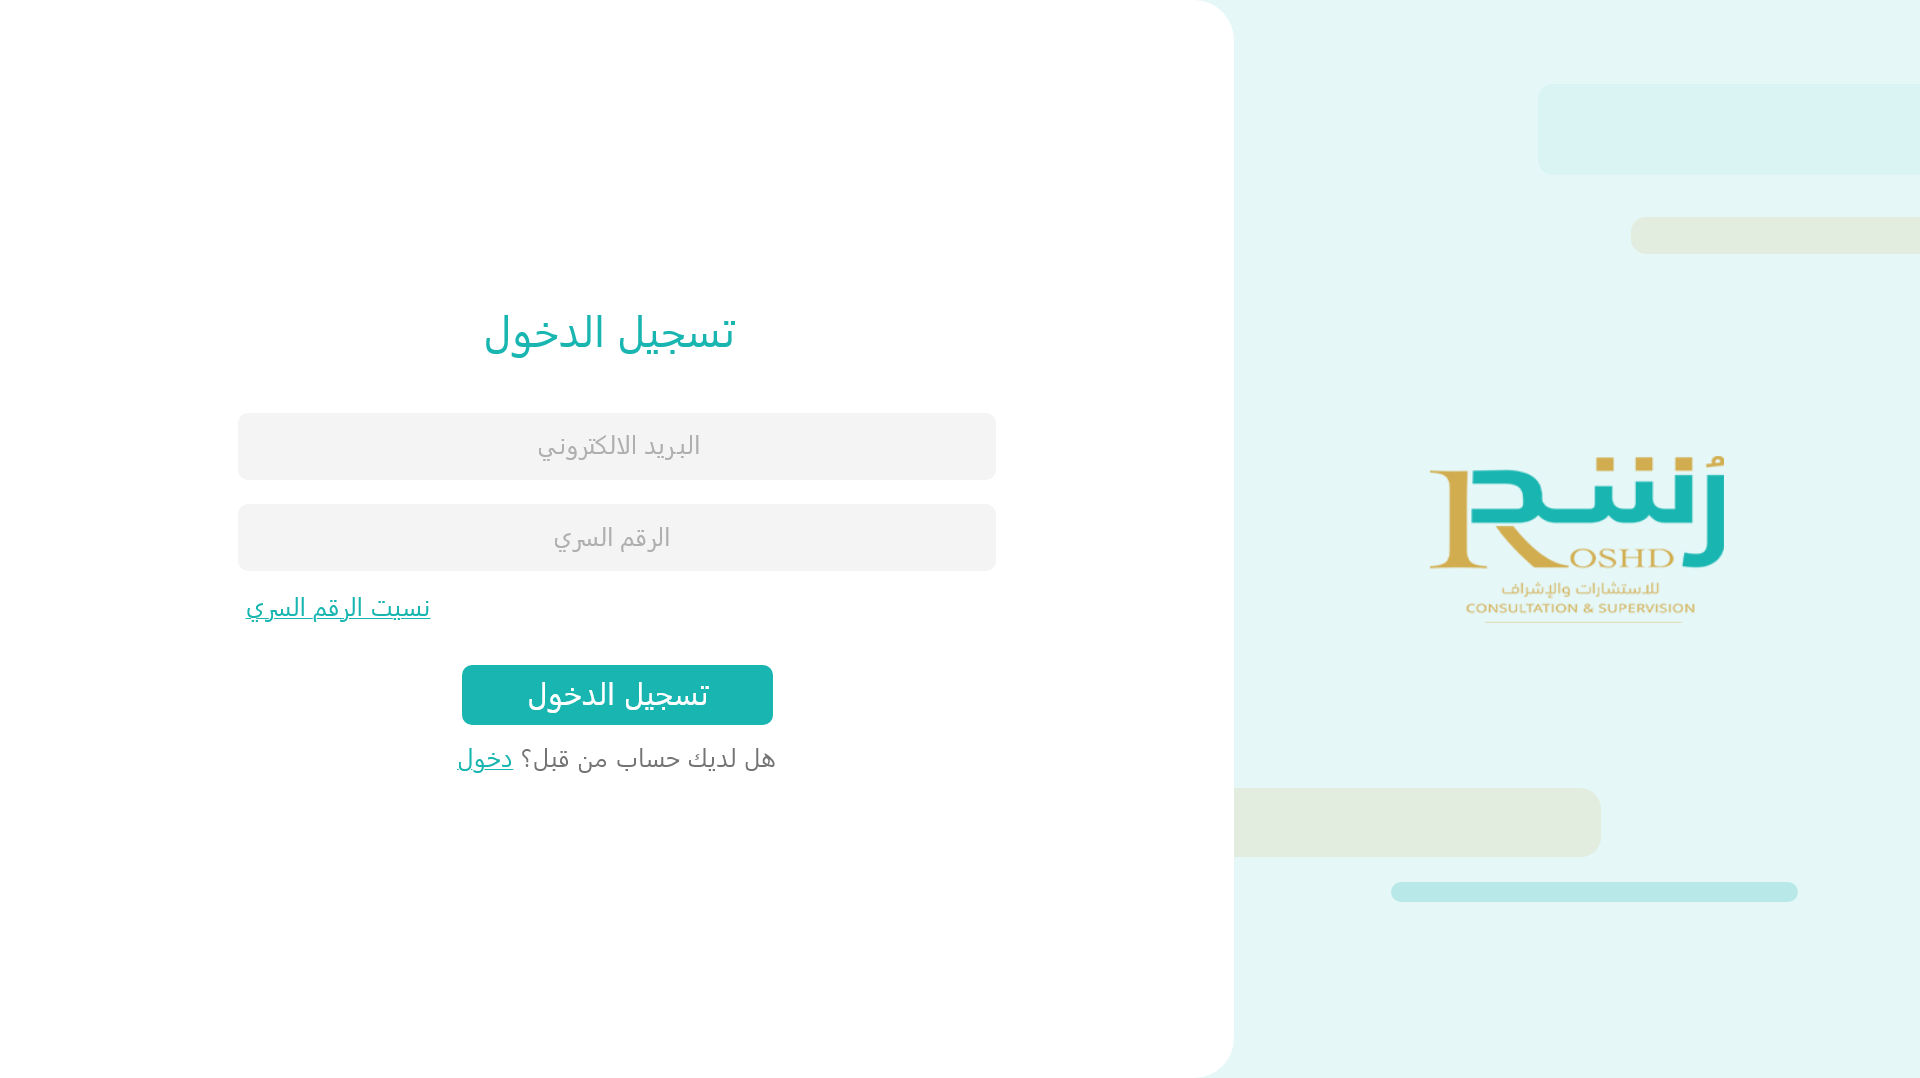 تسجيل الدخول
البريد الالكتروني
الرقم السري
نسيت الرقم السري
تسجيل الدخول
هل لديك حساب من قبل؟ دخول
رُشد
ROSHD
للاستشارات والإشراف
CONSULTATION & SUPERVISION